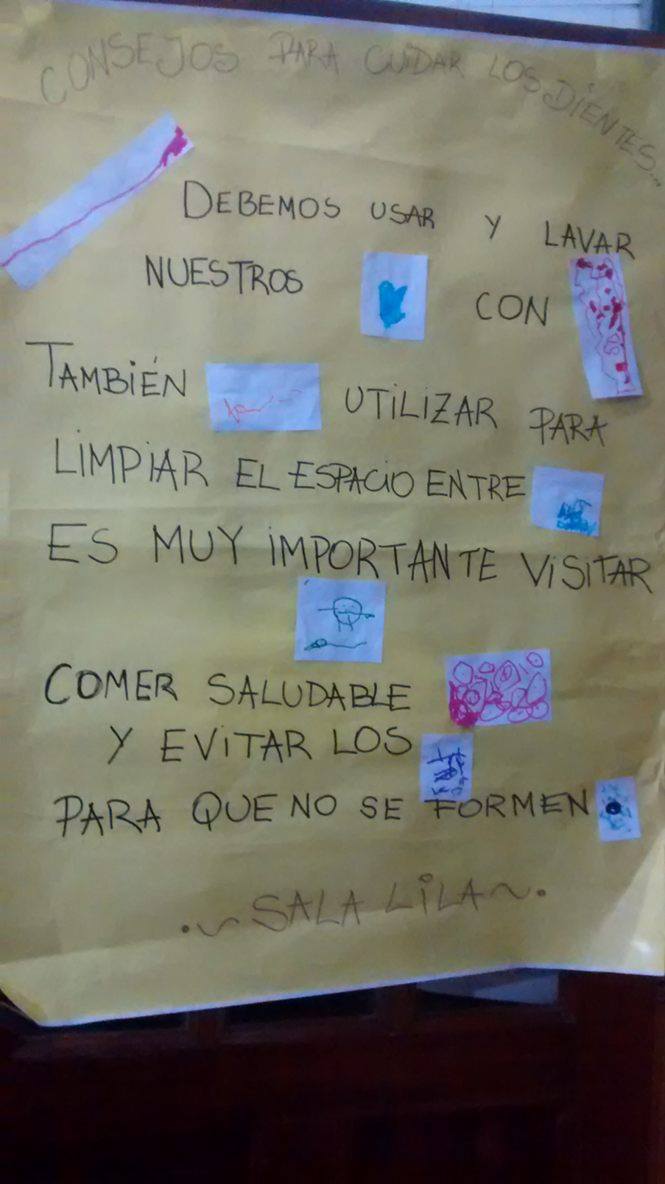 CONSEJOS PARA CUIDAR LOS DIENTES...
DEBEMOS USAR Y LAVAR
NUESTROS CON
TAMBIÉN UTILIZAR PARA
LIMPIAR EL ESPACIO ENTRE
ES MUY IMPORTANTE VISITAR
COMER SALUDABLE
Y EVITAR LOS
PARA QUE NO SE FORMEN
.~ SALA LILA ~.